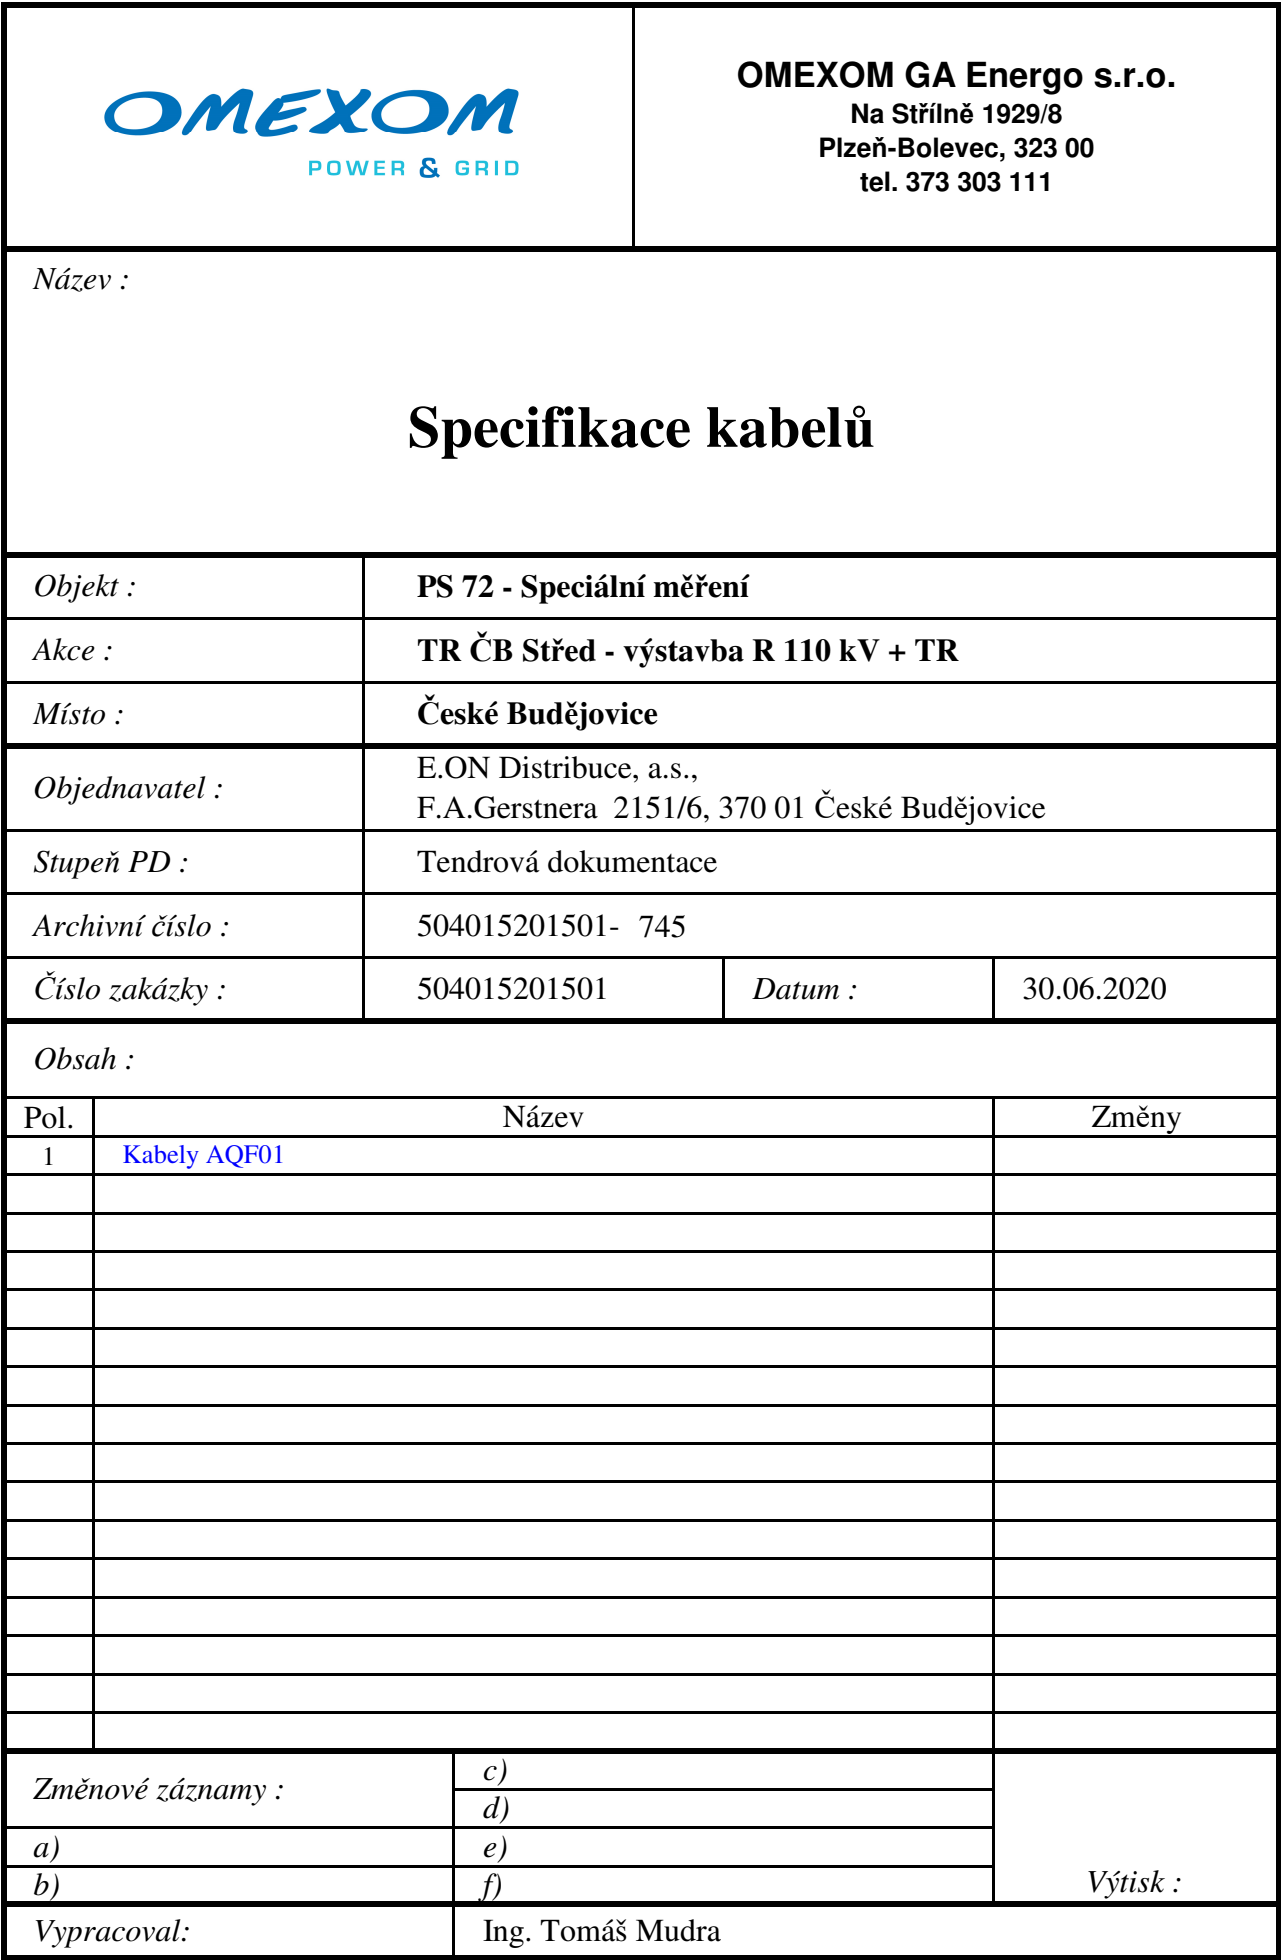 OMEXOM
POWER & GRID
OMEXOM GA Energo s.r.o.
Na Střílně 1929/8
Plzeň-Bolevec, 323 00
tel. 373 303 111
Název :
Specifikace kabelů
Objekt :
PS 72 - Speciální měření
Akce :
TR ČB Střed - výstavba R 110 kV + TR
Místo :
České Budějovice
Objednavatel :
E.ON Distribuce, a.s.,
F.A.Gerstnera 2151/6, 370 01 České Budějovice
Stupeň PD :
Tendrová dokumentace
Archivní číslo :
504015201501- 745
Číslo zakázky :
504015201501
Datum :
30.06.2020
Obsah :
Pol.
Název
Změny
1
Kabely AQF01
Změnové záznamy :
c)
d)
a)
e)
b)
f)
Výtisk :
Vypracoval:
Ing. Tomáš Mudra